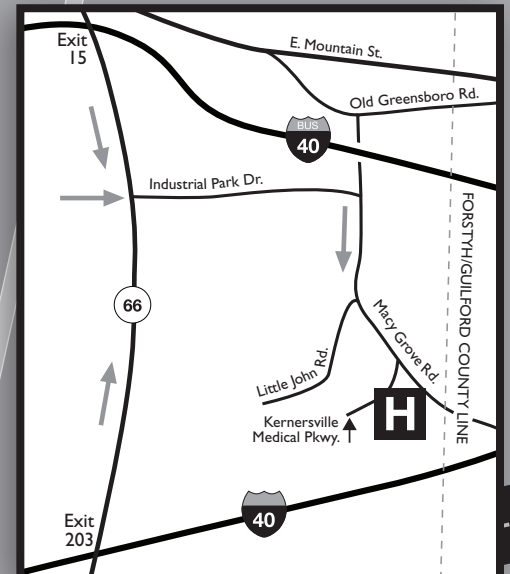 Exit
15
E. Mountain St.
Old Greensboro Rd.
BUS
40
Industrial Park Dr.
FORSTYH/GUILFORD COUNTY LINE
66
Macy Grove Rd.
Little John Rd.
H
Kernersville
Medical Pkwy.
40
Exit
203